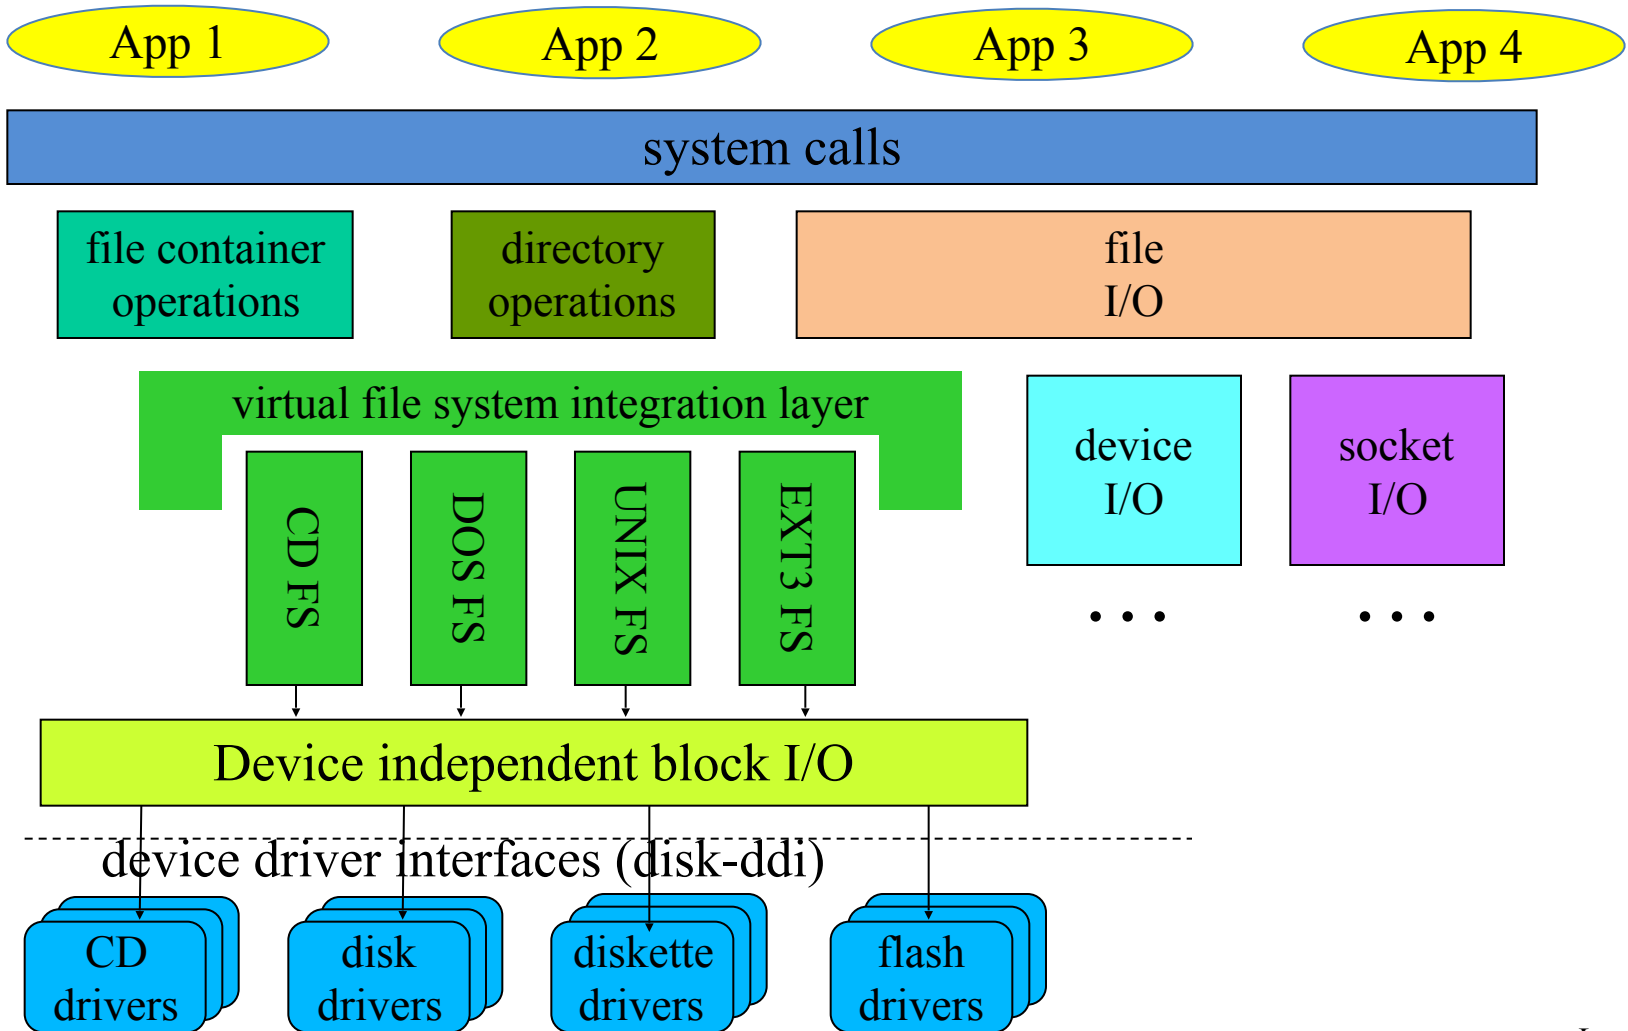 App 1
App 2
App 3
App 4
system calls
file container
operations
directory
operations
file
I/O
virtual file system integration layer
device
I/O
socket
I/O
CD FS
DOS FS
UNIX FS
EXT3 FS
. . .
. . .
Device independent block I/O
device driver interfaces (disk-ddi)
CD
drivers
disk
drivers
diskette
drivers
flash
drivers